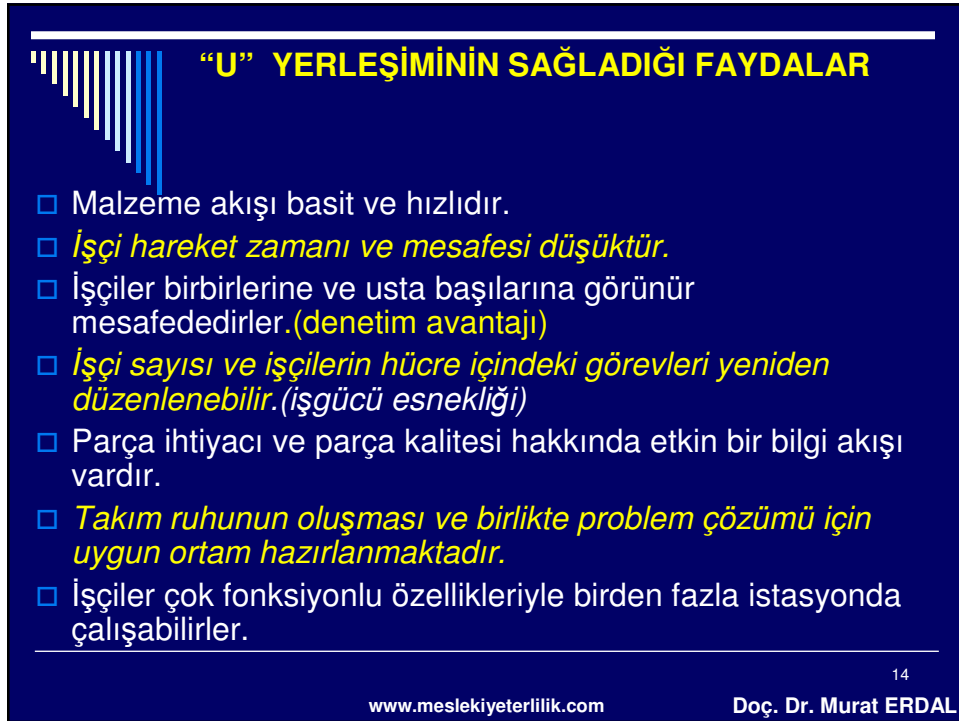 “U” YERLEŞİMİNİN SAĞLADIĞI FAYDALAR
Malzeme akışı basit ve hızlıdır.
İşçi hareket zamanı ve mesafesi düşüktür.
İşçiler birbirlerine ve usta başılarına görünür
mesafededirler.(denetim avantajı)
İşçi sayısı ve işçilerin hücre içindeki görevleri yeniden
düzenlenebilir.(işgücü esnekliği)
Parça ihtiyacı ve parça kalitesi hakkında etkin bir bilgi akışı
vardır.
Takım ruhunun oluşması ve birlikte problem çözümü için
uygun ortam hazırlanmaktadır.
İşçiler çok fonksiyonlu özellikleriyle birden fazla istasyonda
çalışabilirler.
14
www.meslekiyeterlilik.com Doç. Dr. Murat ERDAL